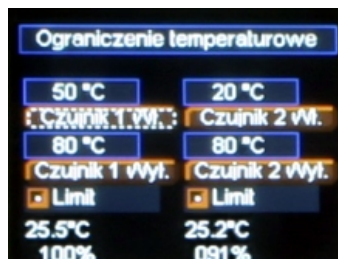 Ograniczenie temperaturowe
50 °C 20 °C
Czujnik 1 Wł. Czujnik 2 Wł.
80 °C 80 °C
Czujnik 1 Wył. Czujnik 2 Wył.
Limit Limit
25.5°C 25.2°C
100% 091%